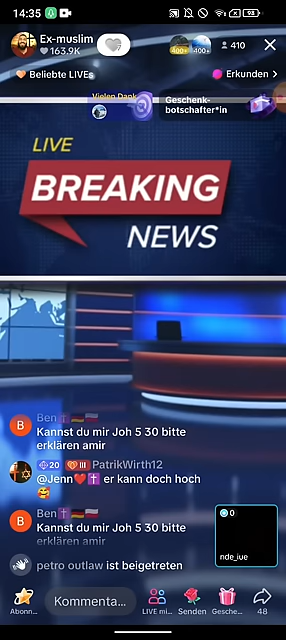 14:35
93
Ex-muslim
163.9K
400+
400+
410
Beliebte LIVEs
Erkunden >
Vielen Dank
Geschenk-
botschafter*in
LIVE
BREAKING
NEWS
Ben
Kannst du mir Joh 5 30 bitte
erklären amir
20 III PatrikWirth12
@Jenn er kann doch hoch
B
Ben
Kannst du mir Joh 5 30 bitte
erklären amir
B
petro outlaw ist beigetreten
0
nde_iue
Abonn...
Kommenta...
LIVE mi...
Senden
Gesche...
48